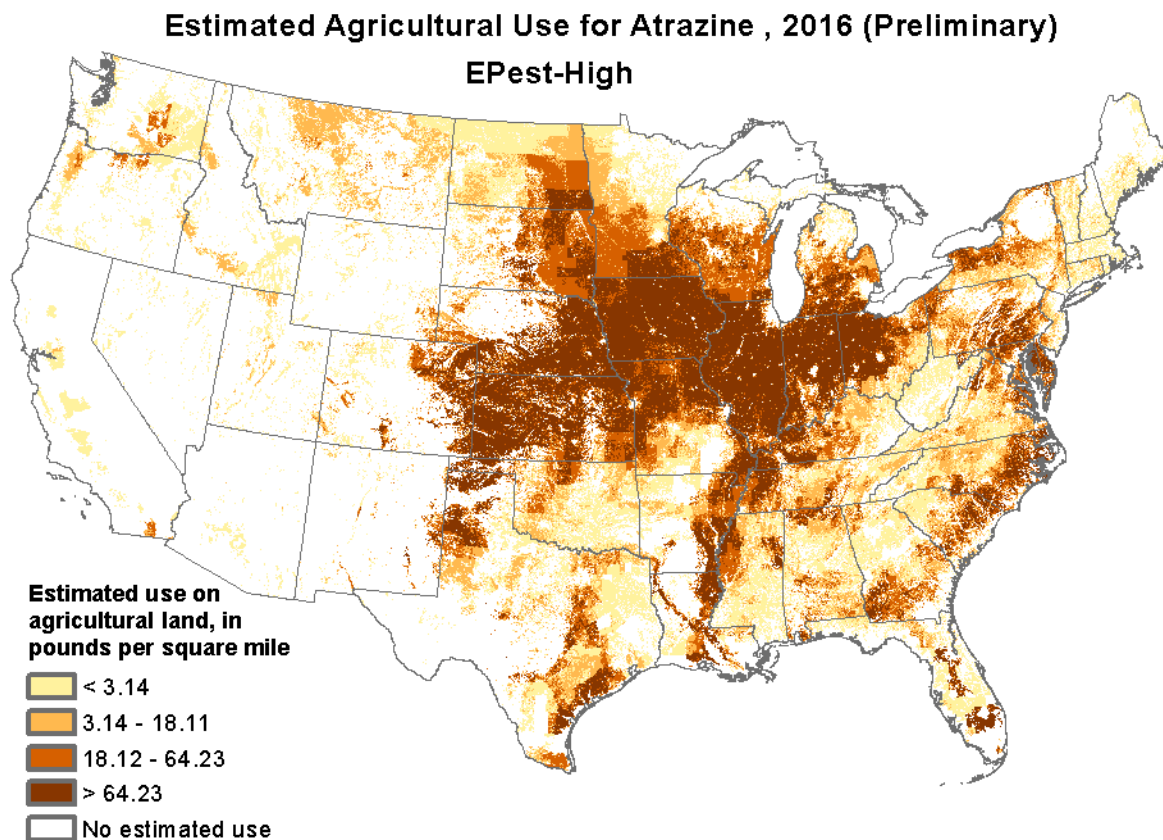 Estimated Agricultural Use for Atrazine , 2016 (Preliminary)
EPest-High
Estimated use on
agricultural land, in
pounds per square mile
< 3.14
3.14 - 18.11
18.12 - 64.23
> 64.23
No estimated use